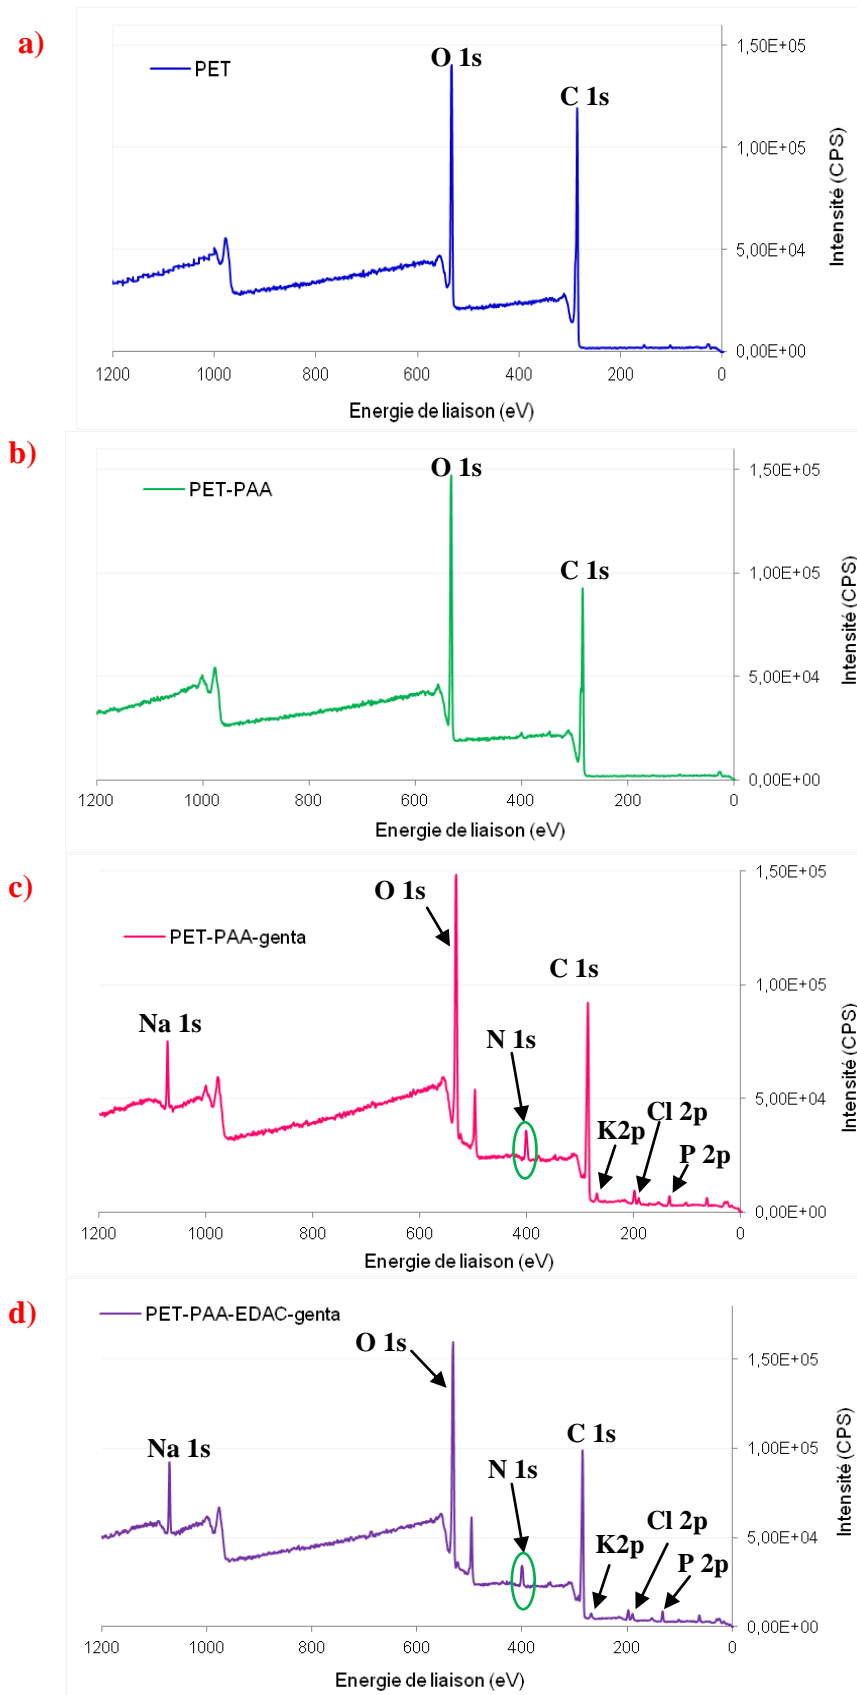 a)
PET
O 1s
C 1s
1,50E+05
1,00E+05
5,00E+04
0,00E+00
Intensité (CPS)
1200 1000 800 600 400 200 0
Energie de liaison (eV)
b)
PET-PAA
O 1s
C 1s
1,50E+05
1,00E+05
5,00E+04
0,00E+00
Intensité (CPS)
1200 1000 800 600 400 200 0
Energie de liaison (eV)
c)
PET-PAA-genta
O 1s
C 1s
Na 1s
N 1s
K2p
Cl 2p
P 2p
1,50E+05
1,00E+05
5,00E+04
0,00E+00
Intensité (CPS)
1200 1000 800 600 400 200 0
Energie de liaison (eV)
d)
PET-PAA-EDAC-genta
O 1s
C 1s
Na 1s
N 1s
K2p
Cl 2p
P 2p
1,50E+05
1,00E+05
5,00E+04
0,00E+00
Intensité (CPS)
1200 1000 800 600 400 200 0
Energie de liaison (eV)